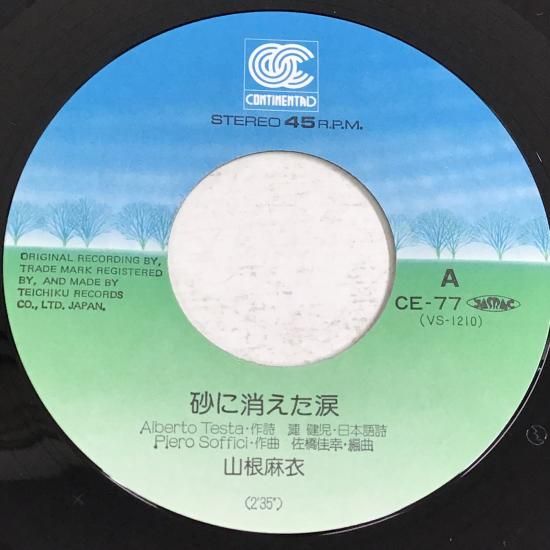 CONTINENTAL
STEREO 45 R.P.M.
ORIGINAL RECORDING BY,
TRADE MARK REGISTERED
BY, AND MADE BY
TEICHIKU RECORDS
CO., LTD. JAPAN.
A
CE-77 JASRAC
(VS-1210)
砂に消えた涙
Alberto Testa・作詩 漣 健児・日本語詩
Piero Soffici・作曲 佐橋佳幸・編曲
山根麻衣
(2'35")